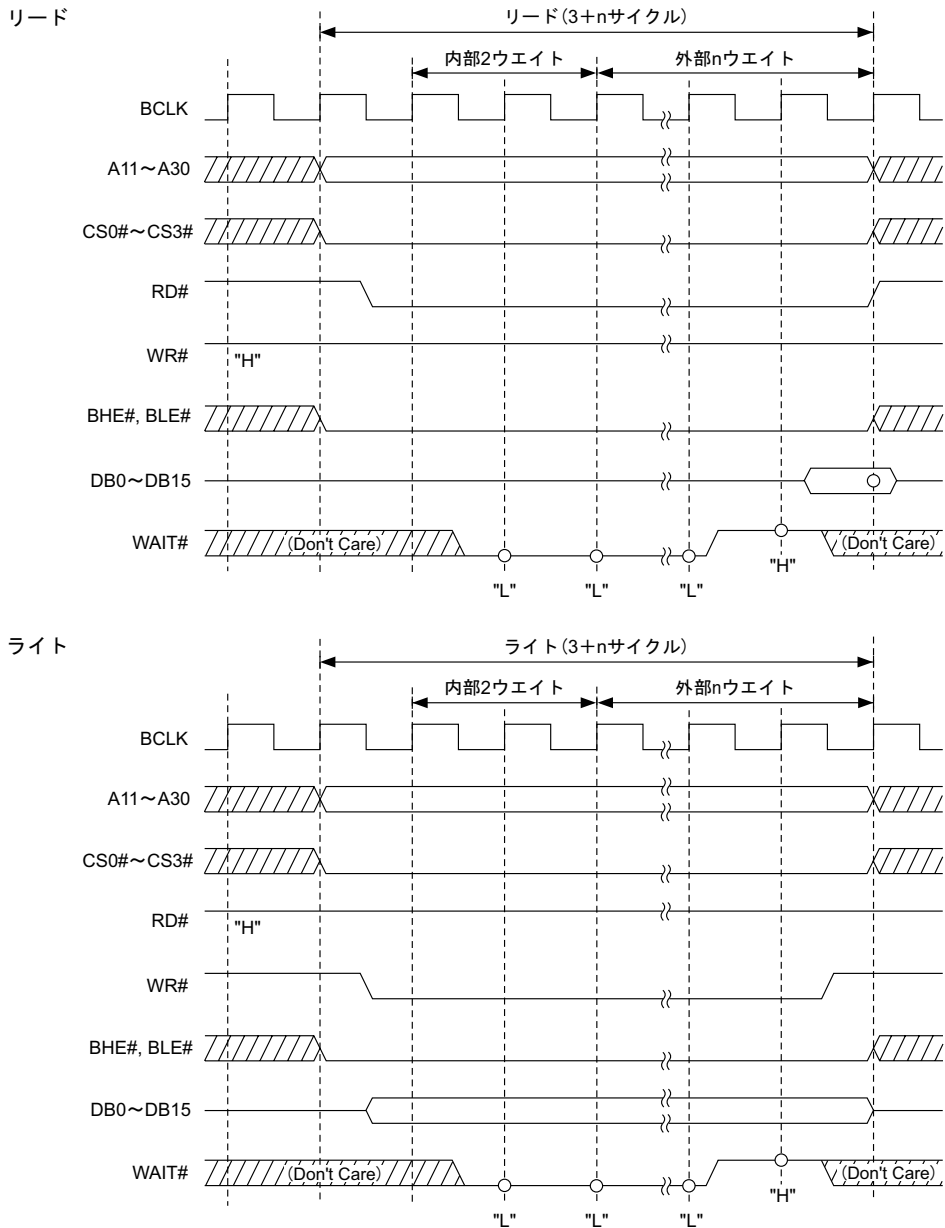 リード
リード(3+nサイクル)
内部2ウエイト
外部nウエイト
BCLK
A11～A30
CS0#～CS3#
RD#
WR#
"H"
BHE#, BLE#
DB0～DB15
WAIT#
(Don't Care)
(Don't Care)
"H"
"L"
"L"
"L"
ライト
ライト(3+nサイクル)
内部2ウエイト
外部nウエイト
BCLK
A11～A30
CS0#～CS3#
RD#
"H"
WR#
BHE#, BLE#
DB0～DB15
WAIT#
(Don't Care)
(Don't Care)
"H"
"L"
"L"
"L"